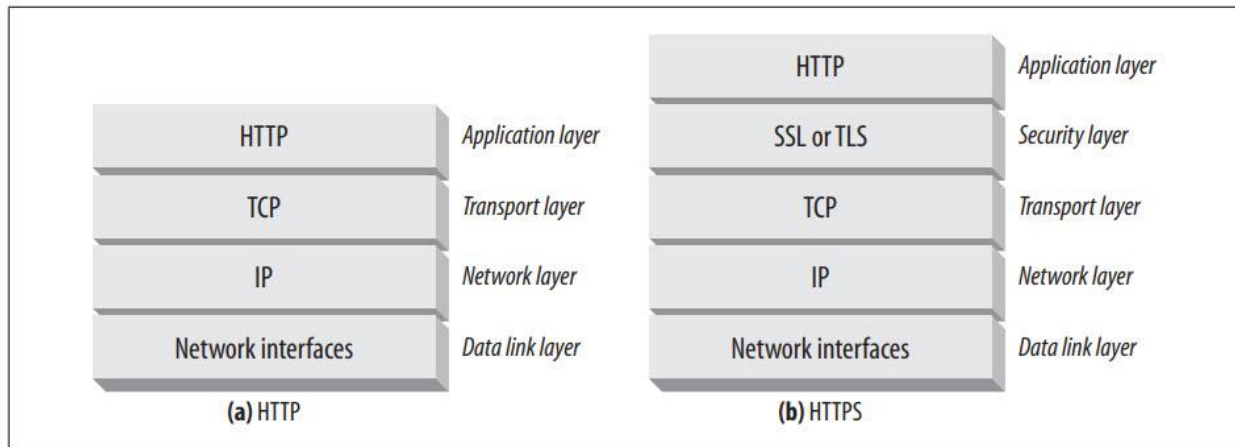 HTTP Application layer
HTTP Application layer
SSL or TLS Security layer
TCP Transport layer
TCP Transport layer
IP Network layer
IP Network layer
Network interfaces Data link layer
Network interfaces Data link layer
(a) HTTP
(b) HTTPS